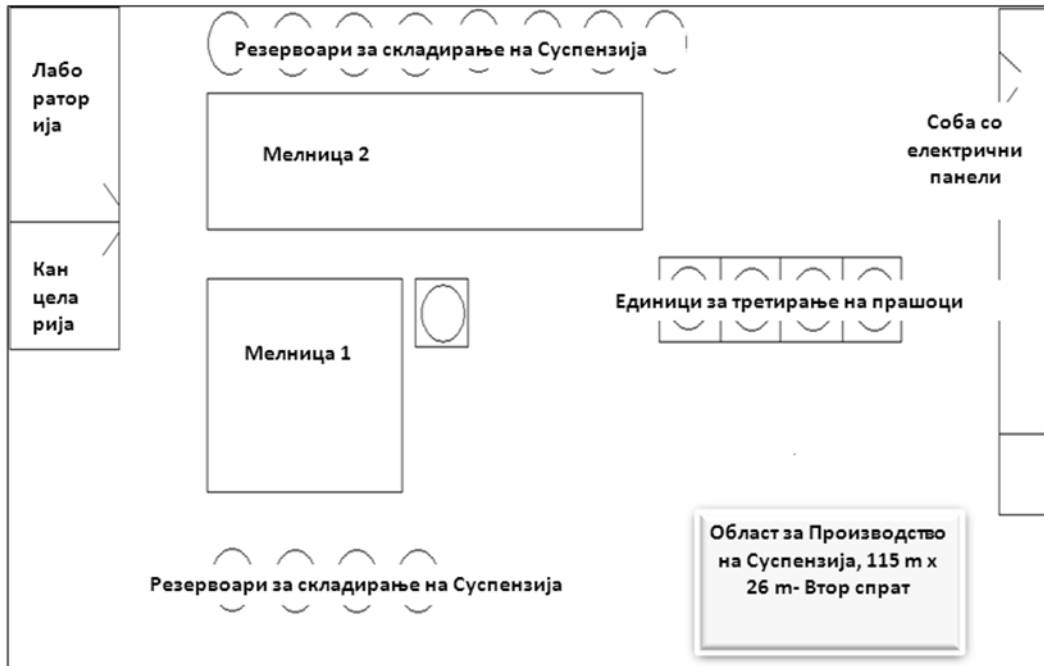 Резервоари за складирање на Суспензија
Лабо
ратор
ија
Мелница 2
Соба со
електрични
панели
Кан
цела
рија
Единици за третирање на прашоци
Мелница 1
Област за Производство
на Суспензија, 115 m x
26 m- Втор спрат
Резервоари за складирање на Суспензија